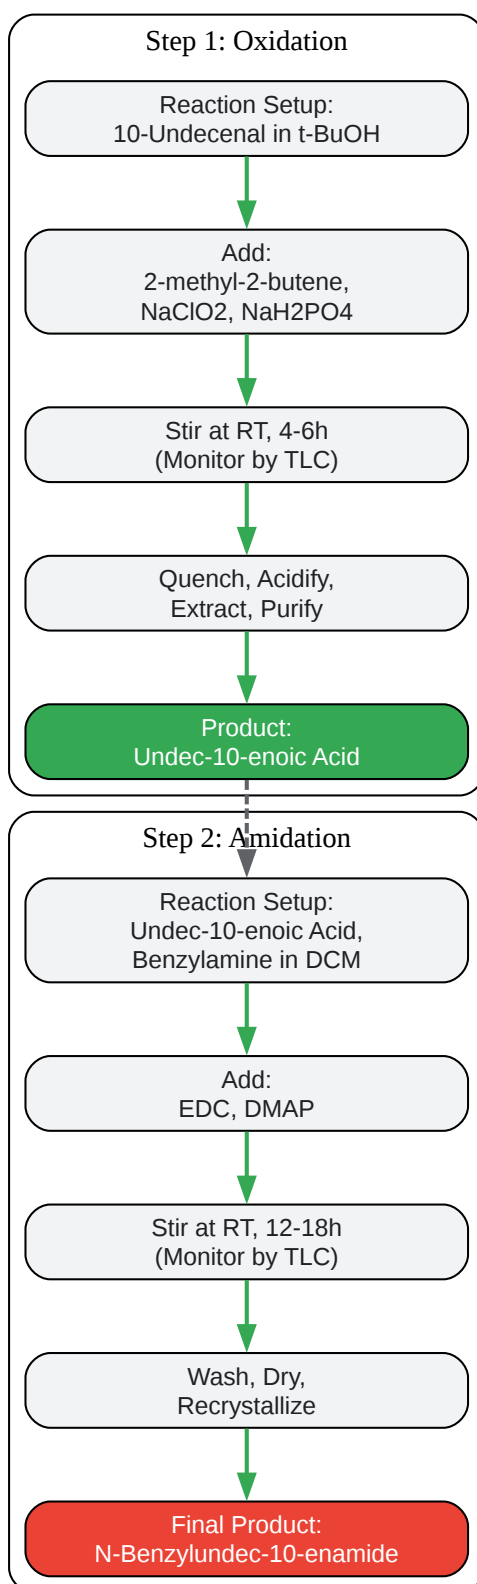 Step 1: Oxidation
Reaction Setup:
10-Undecenal in t-BuOH
Add:
2-methyl-2-butene,
NaClO2, NaH2PO4
Stir at RT, 4-6h
(Monitor by TLC)
Quench, Acidify,
Extract, Purify
Product:
Undec-10-enoic Acid
Step 2: Amidation
Reaction Setup:
Undec-10-enoic Acid,
Benzylamine in DCM
Add:
EDC, DMAP
Stir at RT, 12-18h
(Monitor by TLC)
Wash, Dry,
Recrystallize
Final Product:
N-Benzylundec-10-enamide